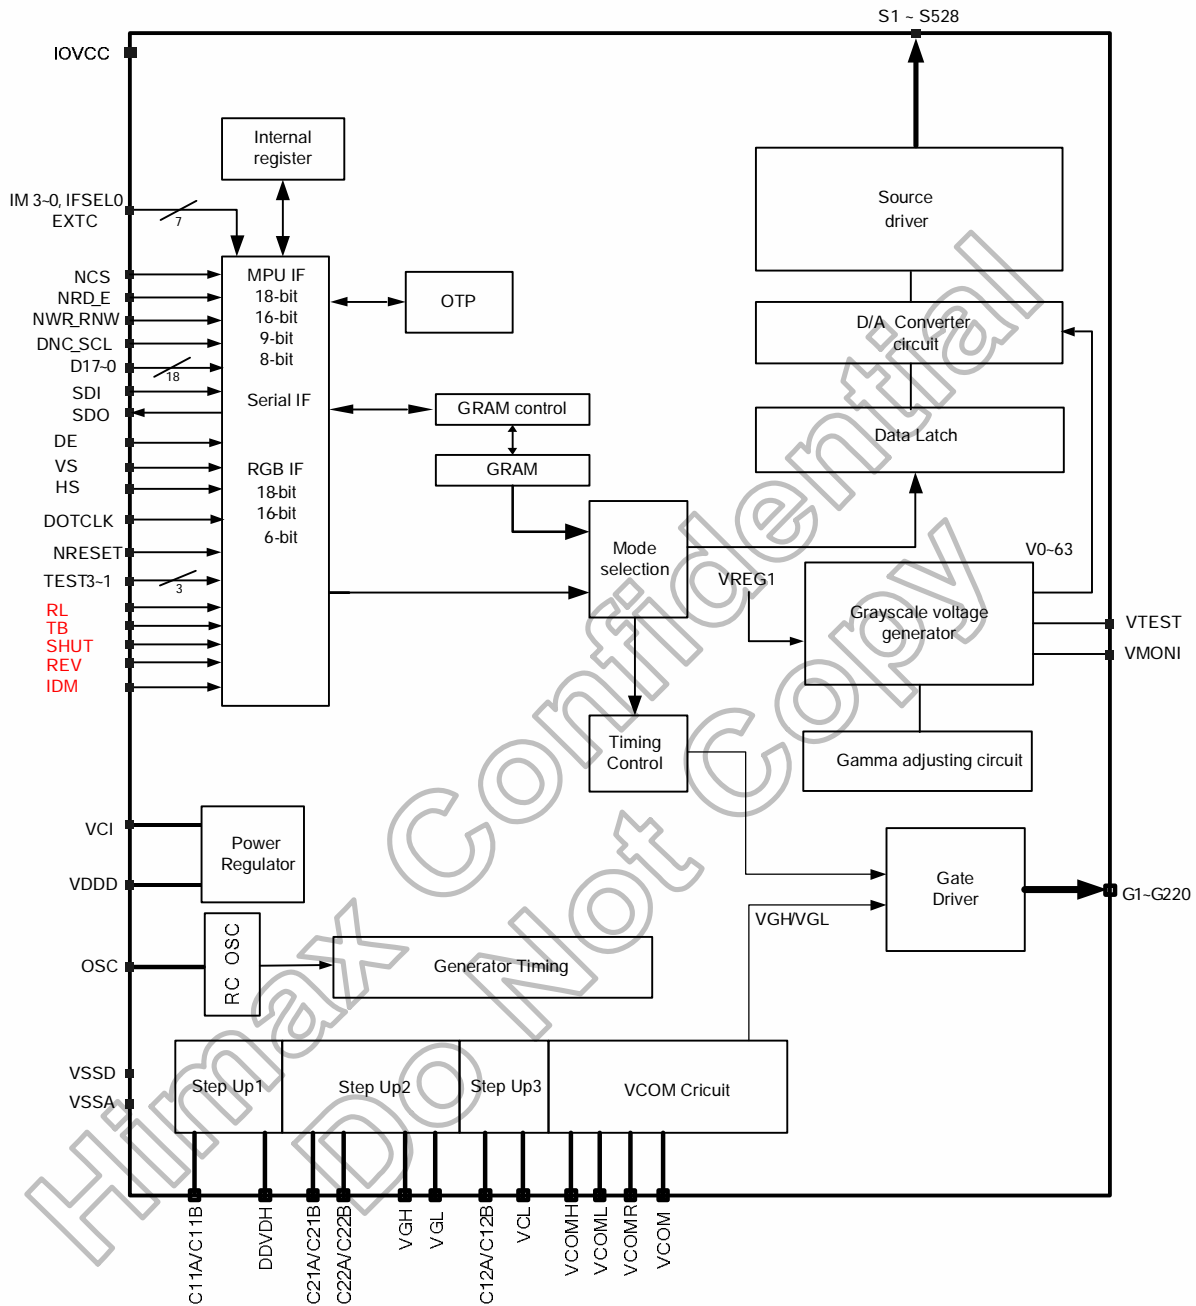 S1 ~ S528
IOVCC
Internal
register
IM 3~0, IFSEL0
EXTC
7
NCS
NRD_E
NWR_RNW
DNC_SCL
D17~0
18
SDI
SDO
DE
VS
HS
DOTCLK
NRESET
TEST3~1
3
RL
TB
SHUT
REV
IDM
MPU IF
18-bit
16-bit
9-bit
8-bit
Serial IF
RGB IF
18-bit
16-bit
6-bit
OTP
GRAM control
GRAM
Mode
selection
Timing
Control
Source
driver
D/A Converter
circuit
Data Latch
V0~63
VREG1
Grayscale voltage
generator
VTEST
VMONI
Gamma adjusting circuit
VCI
VDDD
Power
Regulator
Gate
Driver
G1~G220
VGH/VGL
OSC
RC OSC
Generator Timing
VSSD
VSSA
Step Up1
Step Up2
Step Up3
VCOM Cricuit
C11A/C11B
DDVDH
C21A/C21B
C22A/C22B
VGH
VGL
C12A/C12B
VCL
VCOMH
VCOML
VCOMR
VCOM
Himax Confidential
Do Not Copy